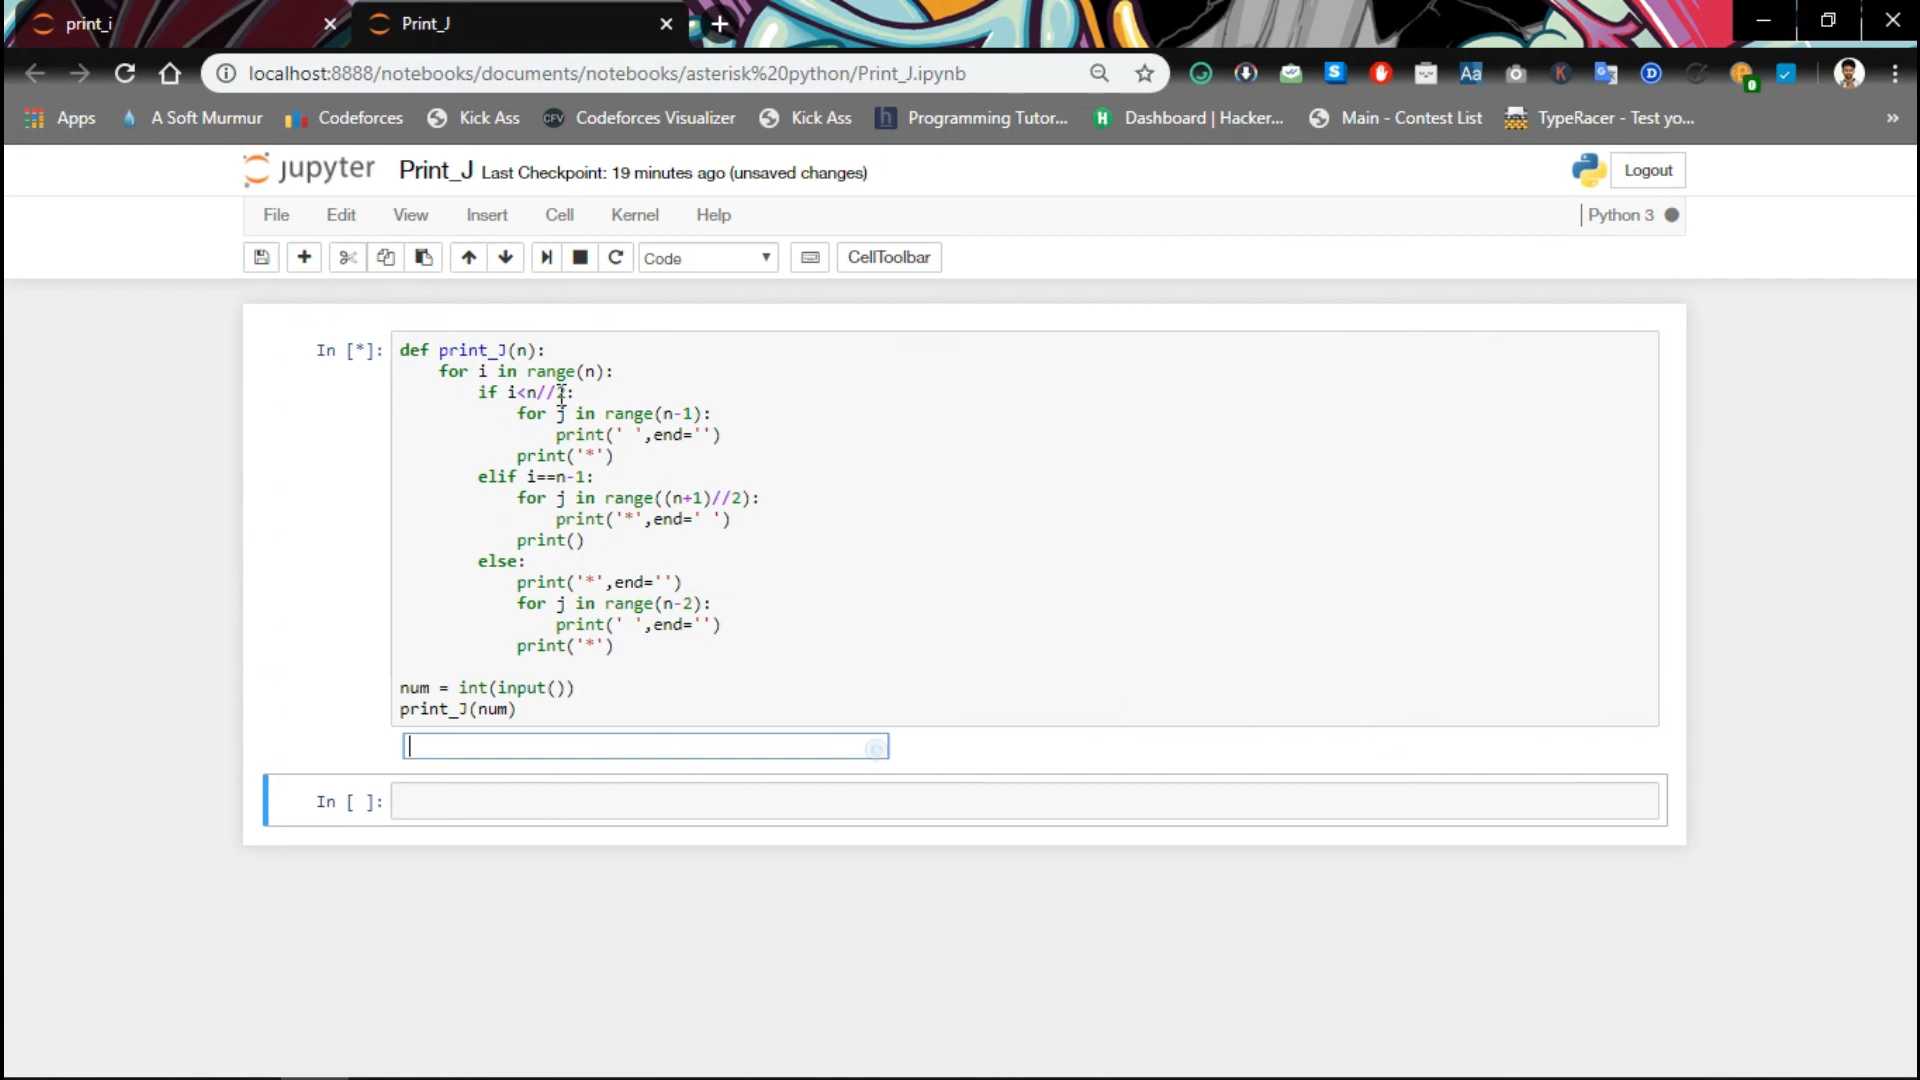 print_i
Print_J
localhost:8888/notebooks/documents/notebooks/asterisk%20python/Print_J.ipynb
Apps A Soft Murmur Codeforces Kick Ass CFV Codeforces Visualizer Kick Ass h Programming Tutor... H Dashboard | Hacker... Main - Contest List TypeRacer - Test yo... »
jupyter Print_J Last Checkpoint: 19 minutes ago (unsaved changes) Logout
File Edit View Insert Cell Kernel Help Python 3
Code CellToolbar
In [*]: def print_J(n):
    for i in range(n):
        if i<n//2:
            for j in range(n-1):
                print(' ',end='')
            print('*')
        elif i==n-1:
            for j in range((n+1)//2):
                print('*',end=' ')
            print()
        else:
            print('*',end='')
            for j in range(n-2):
                print(' ',end='')
            print('*')
num = int(input())
print_J(num)
In [ ]: